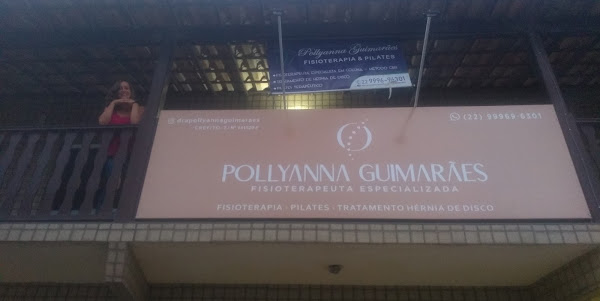 Pollyanna Guimarães
FISIOTERAPIA & PILATES
@drapollyannaguimaraes
(22) 99969-6301
POLLYANNA GUIMARÃES
FISIOTERAPEUTA ESPECIALIZADA
FISIOTERAPIA · PILATES · TRATAMENTO HÉRNIA DE DISCO